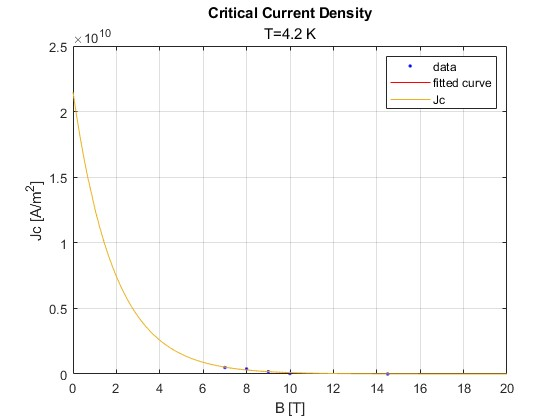 Critical Current Density
T=4.2 K
×10^10
2.5
2
1.5
1
0.5
0
0 2 4 6 8 10 12 14 16 18 20
Jc [A/m²]
B [T]
data
fitted curve
Jc